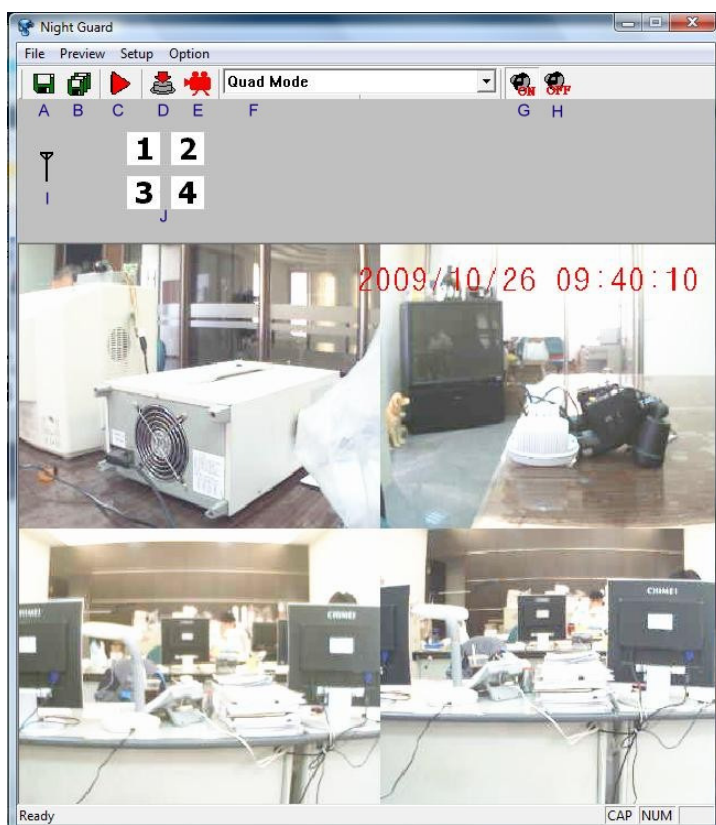 Night Guard
File Preview Setup Option
Quad Mode ON OFF
A B C D E F G H
1 2
3 4
I J
2009/10/26 09:40:10
CHIMEI
CHIMEI
Ready CAP NUM